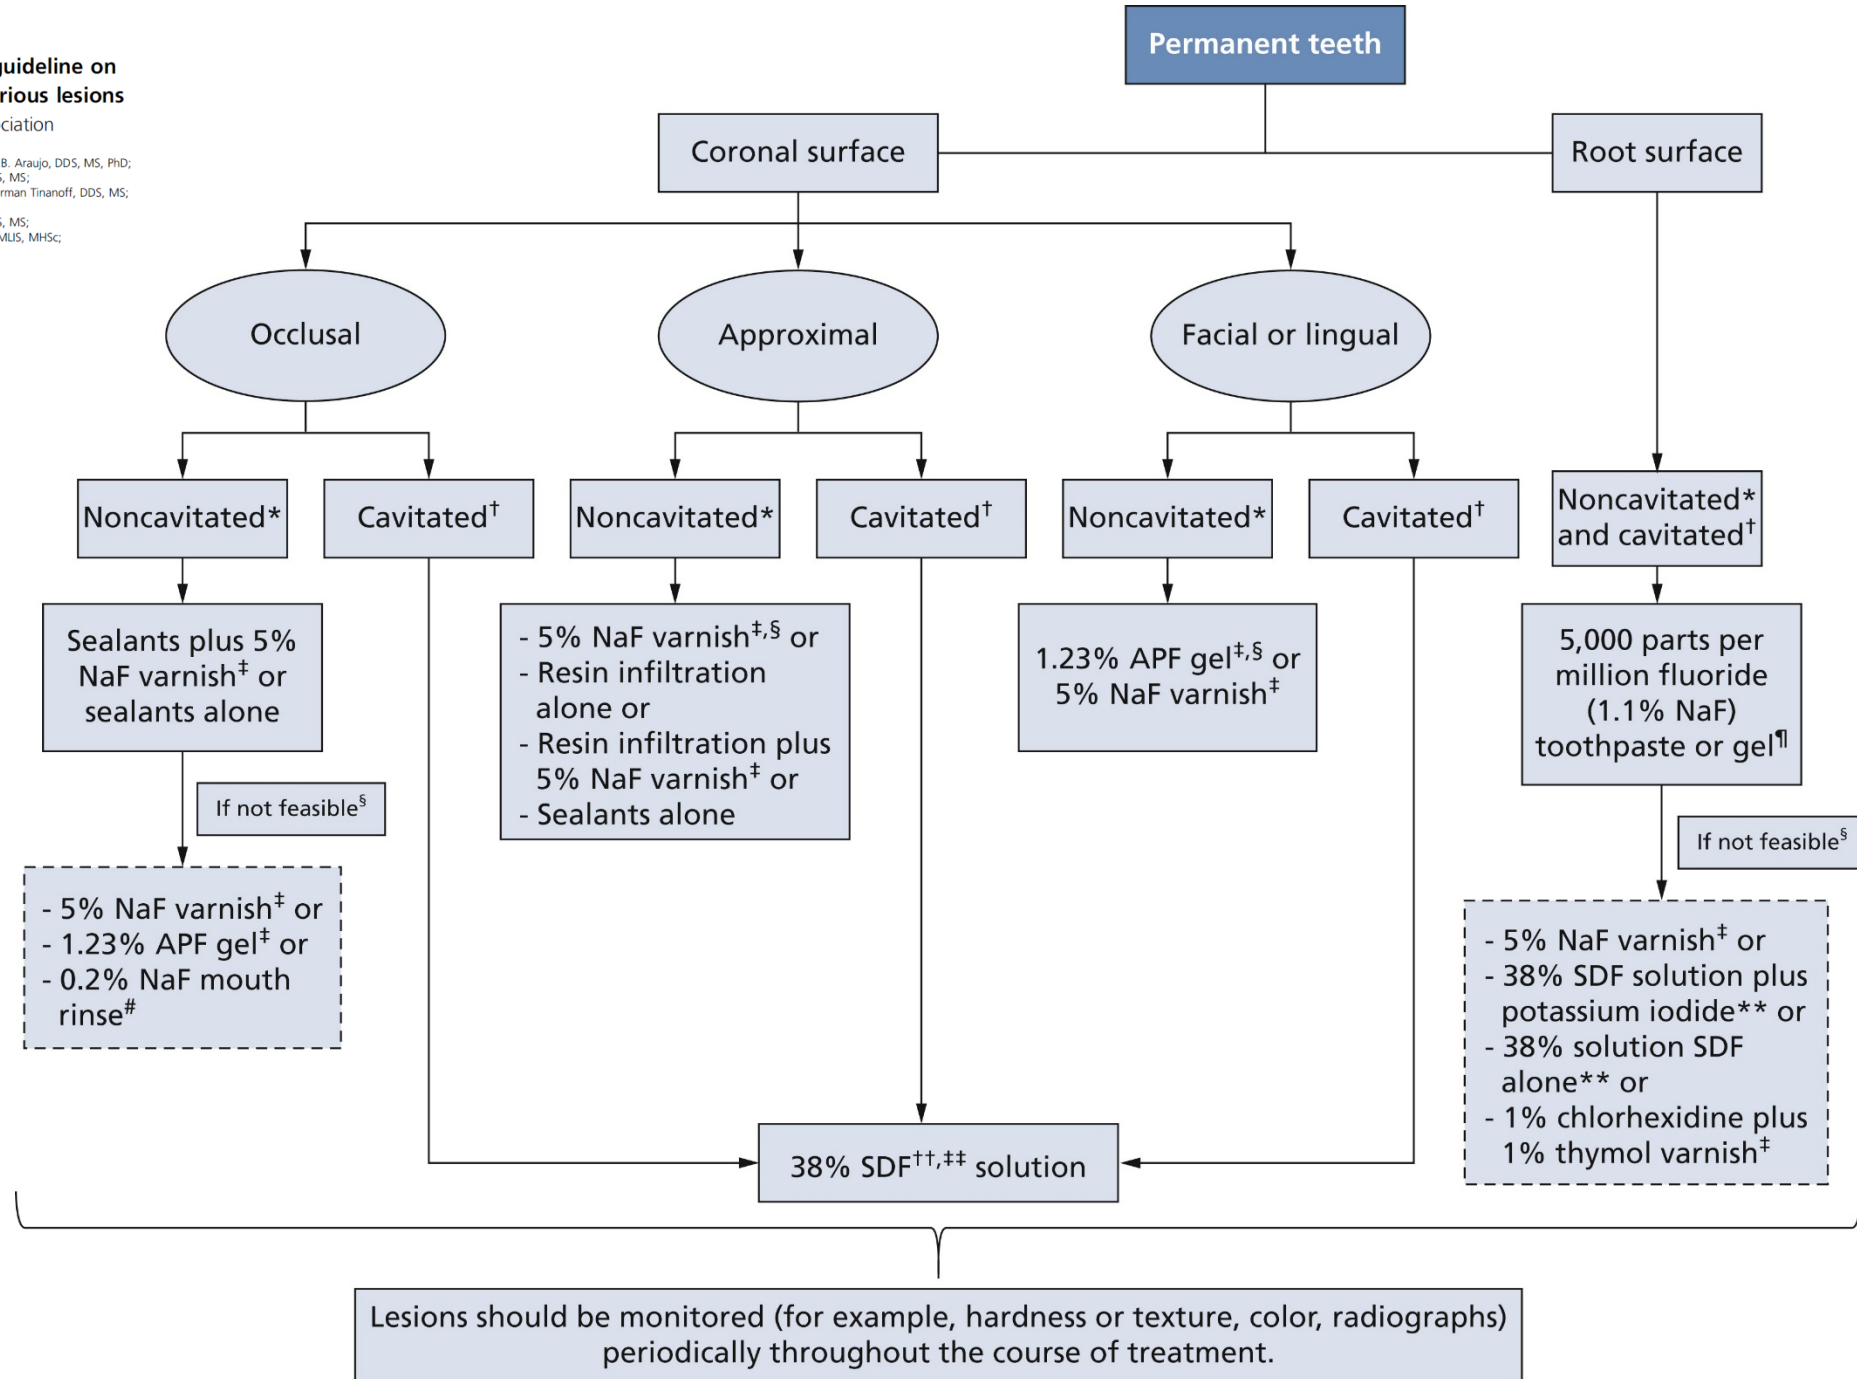 guideline on
rious lesions
ciation
B. Araujo, DDS, MS, PhD;
S, MS;
rman Tinanoff, DDS, MS;
S, MS;
MLIS, MHSc;
Permanent teeth
Coronal surface
Root surface
Occlusal
Approximal
Facial or lingual
Noncavitated*
Cavitated†
Noncavitated*
Cavitated†
Noncavitated*
Cavitated†
Noncavitated*
and cavitated†
Sealants plus 5%
NaF varnish‡ or
sealants alone
- 5% NaF varnish‡,§ or
- Resin infiltration
alone or
- Resin infiltration plus
5% NaF varnish‡ or
- Sealants alone
1.23% APF gel‡,§ or
5% NaF varnish‡
5,000 parts per
million fluoride
(1.1% NaF)
toothpaste or gel¶
If not feasible§
If not feasible§
- 5% NaF varnish‡ or
- 1.23% APF gel‡ or
- 0.2% NaF mouth
rinse#
- 5% NaF varnish‡ or
- 38% SDF solution plus
potassium iodide** or
- 38% solution SDF
alone** or
- 1% chlorhexidine plus
1% thymol varnish‡
38% SDF††,‡‡ solution
Lesions should be monitored (for example, hardness or texture, color, radiographs)
periodically throughout the course of treatment.